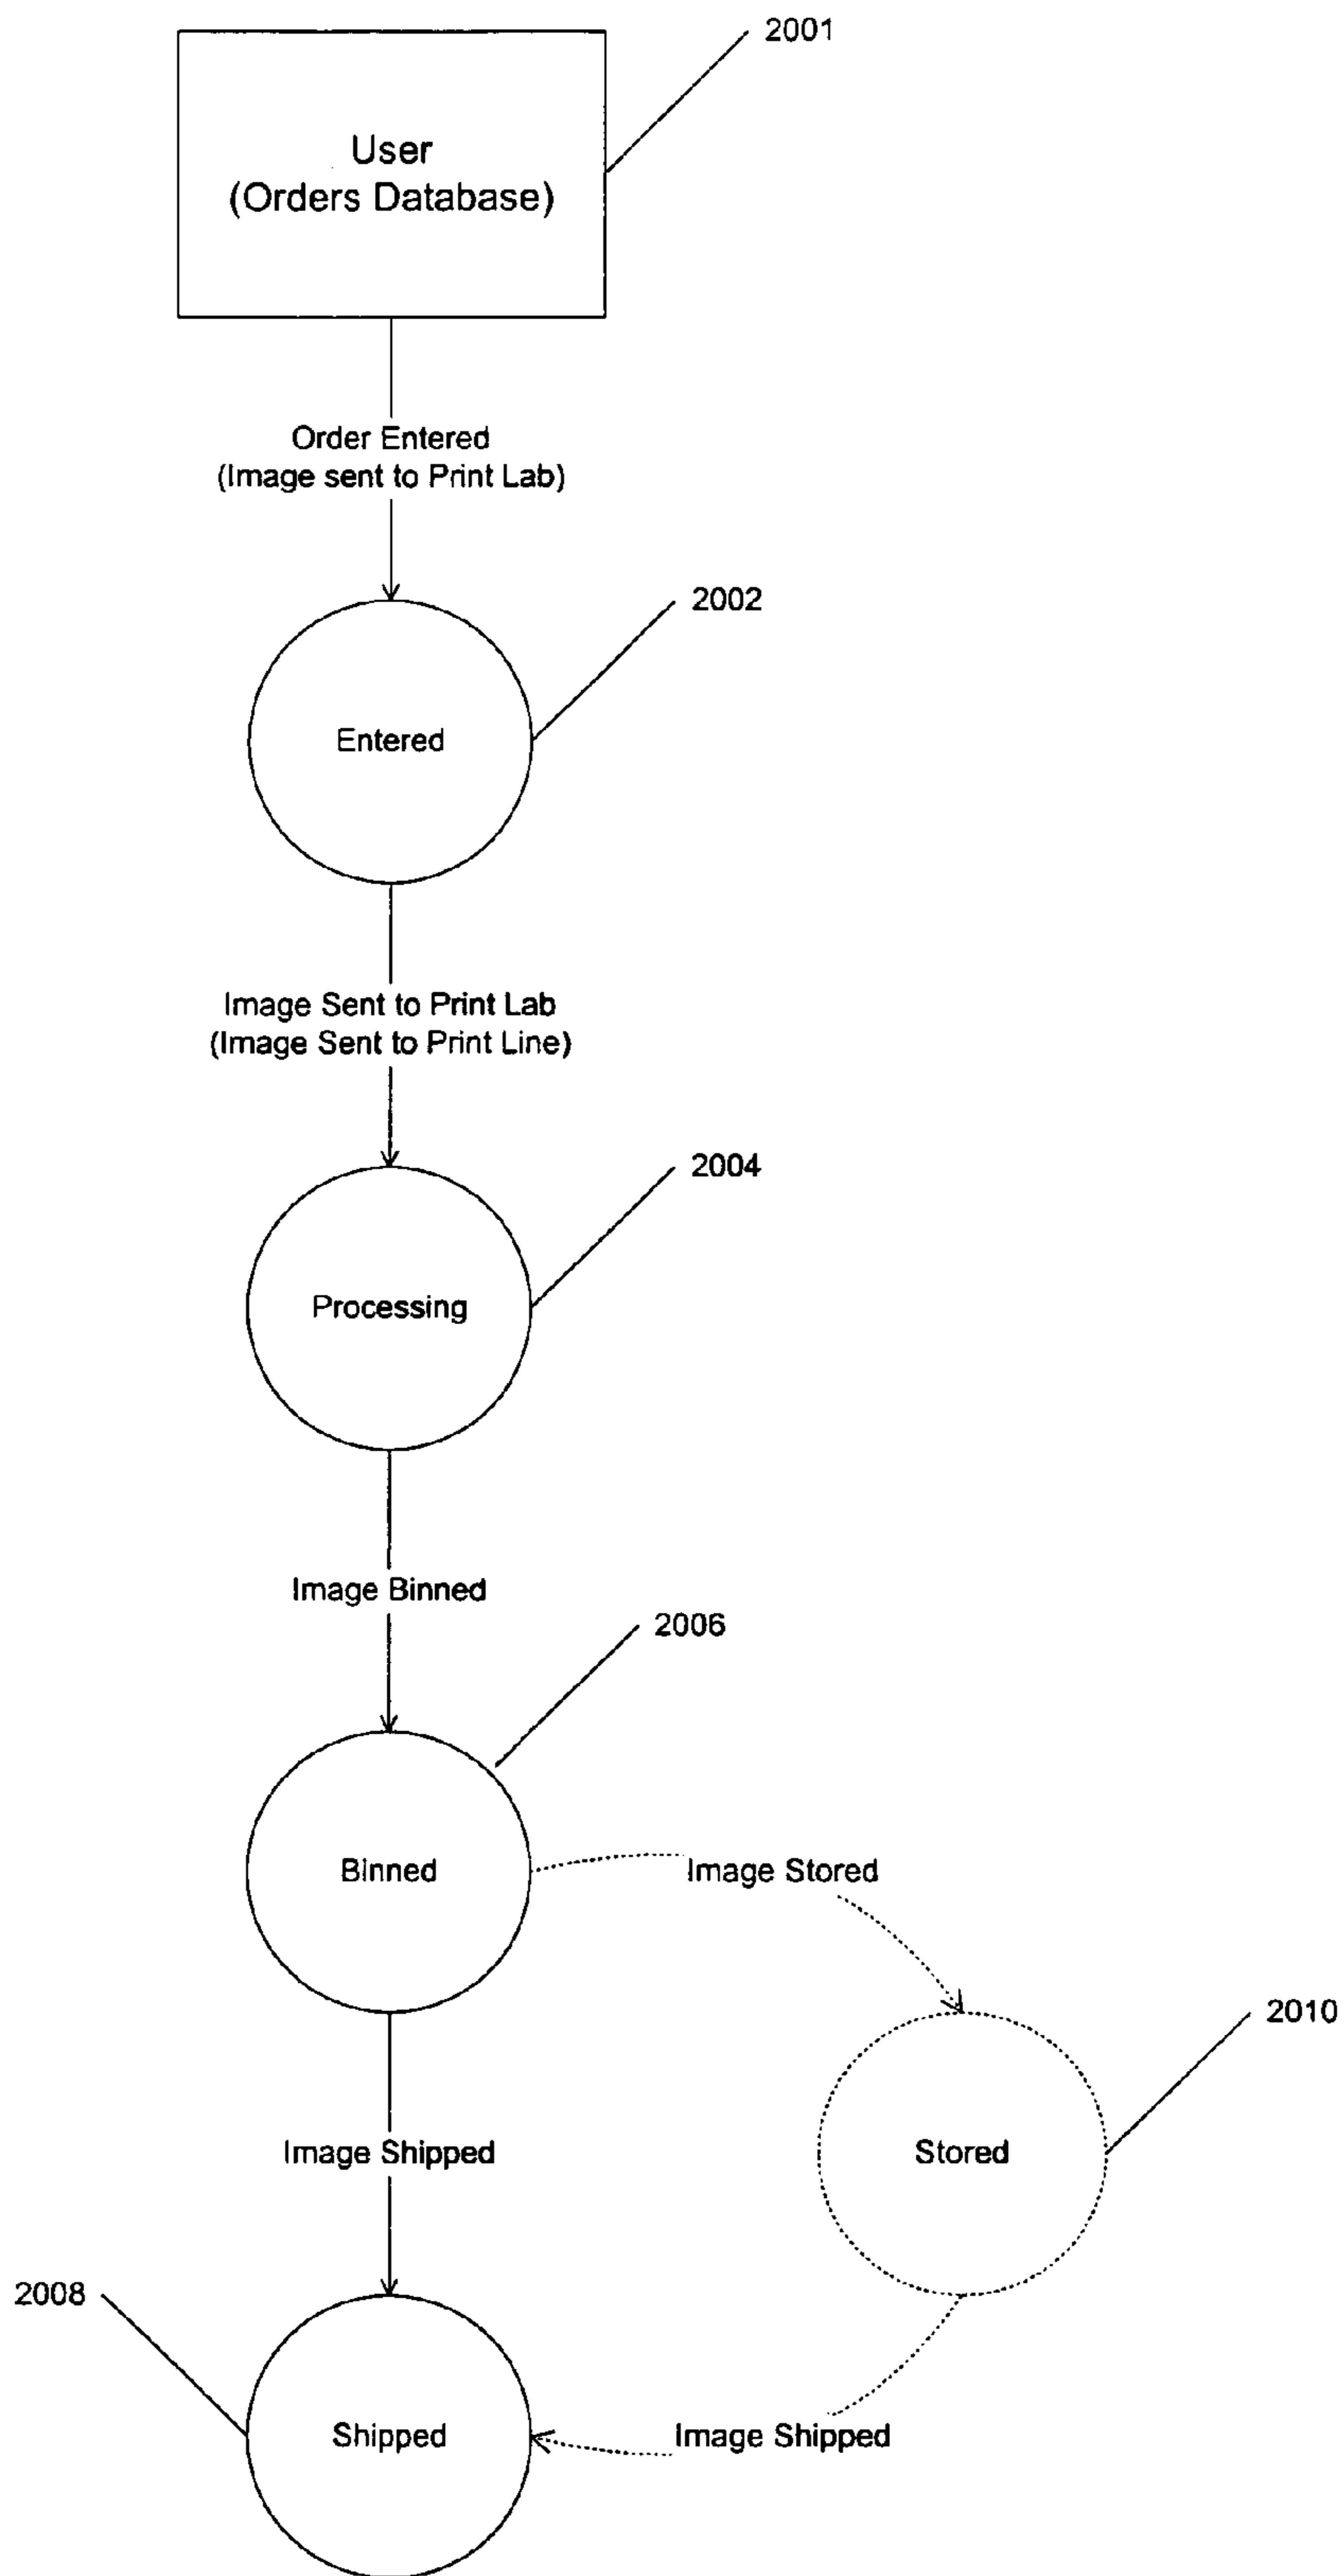 2001
User
(Orders Database)
Order Entered
(Image sent to Print Lab)
2002
Entered
Image Sent to Print Lab
(Image Sent to Print Line)
2004
Processing
Image Binned
2006
Binned
Image Stored
2010
Image Shipped
Stored
2008
Shipped
Image Shipped